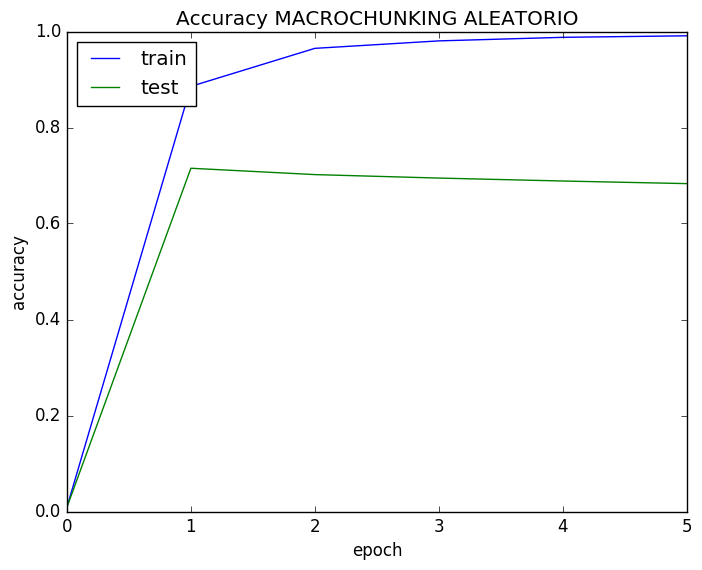 Accuracy MACROCHUNKING ALEATORIO
train
test
accuracy
1.0
0.8
0.6
0.4
0.2
0.0
0 1 2 3 4 5
epoch